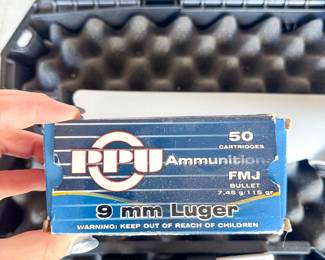 50
CARTRIDGES
PPU Ammunition
FMJ
BULLET
7,45 g/115 gr
9 mm Luger
WARNING: KEEP OUT OF REACH OF CHILDREN